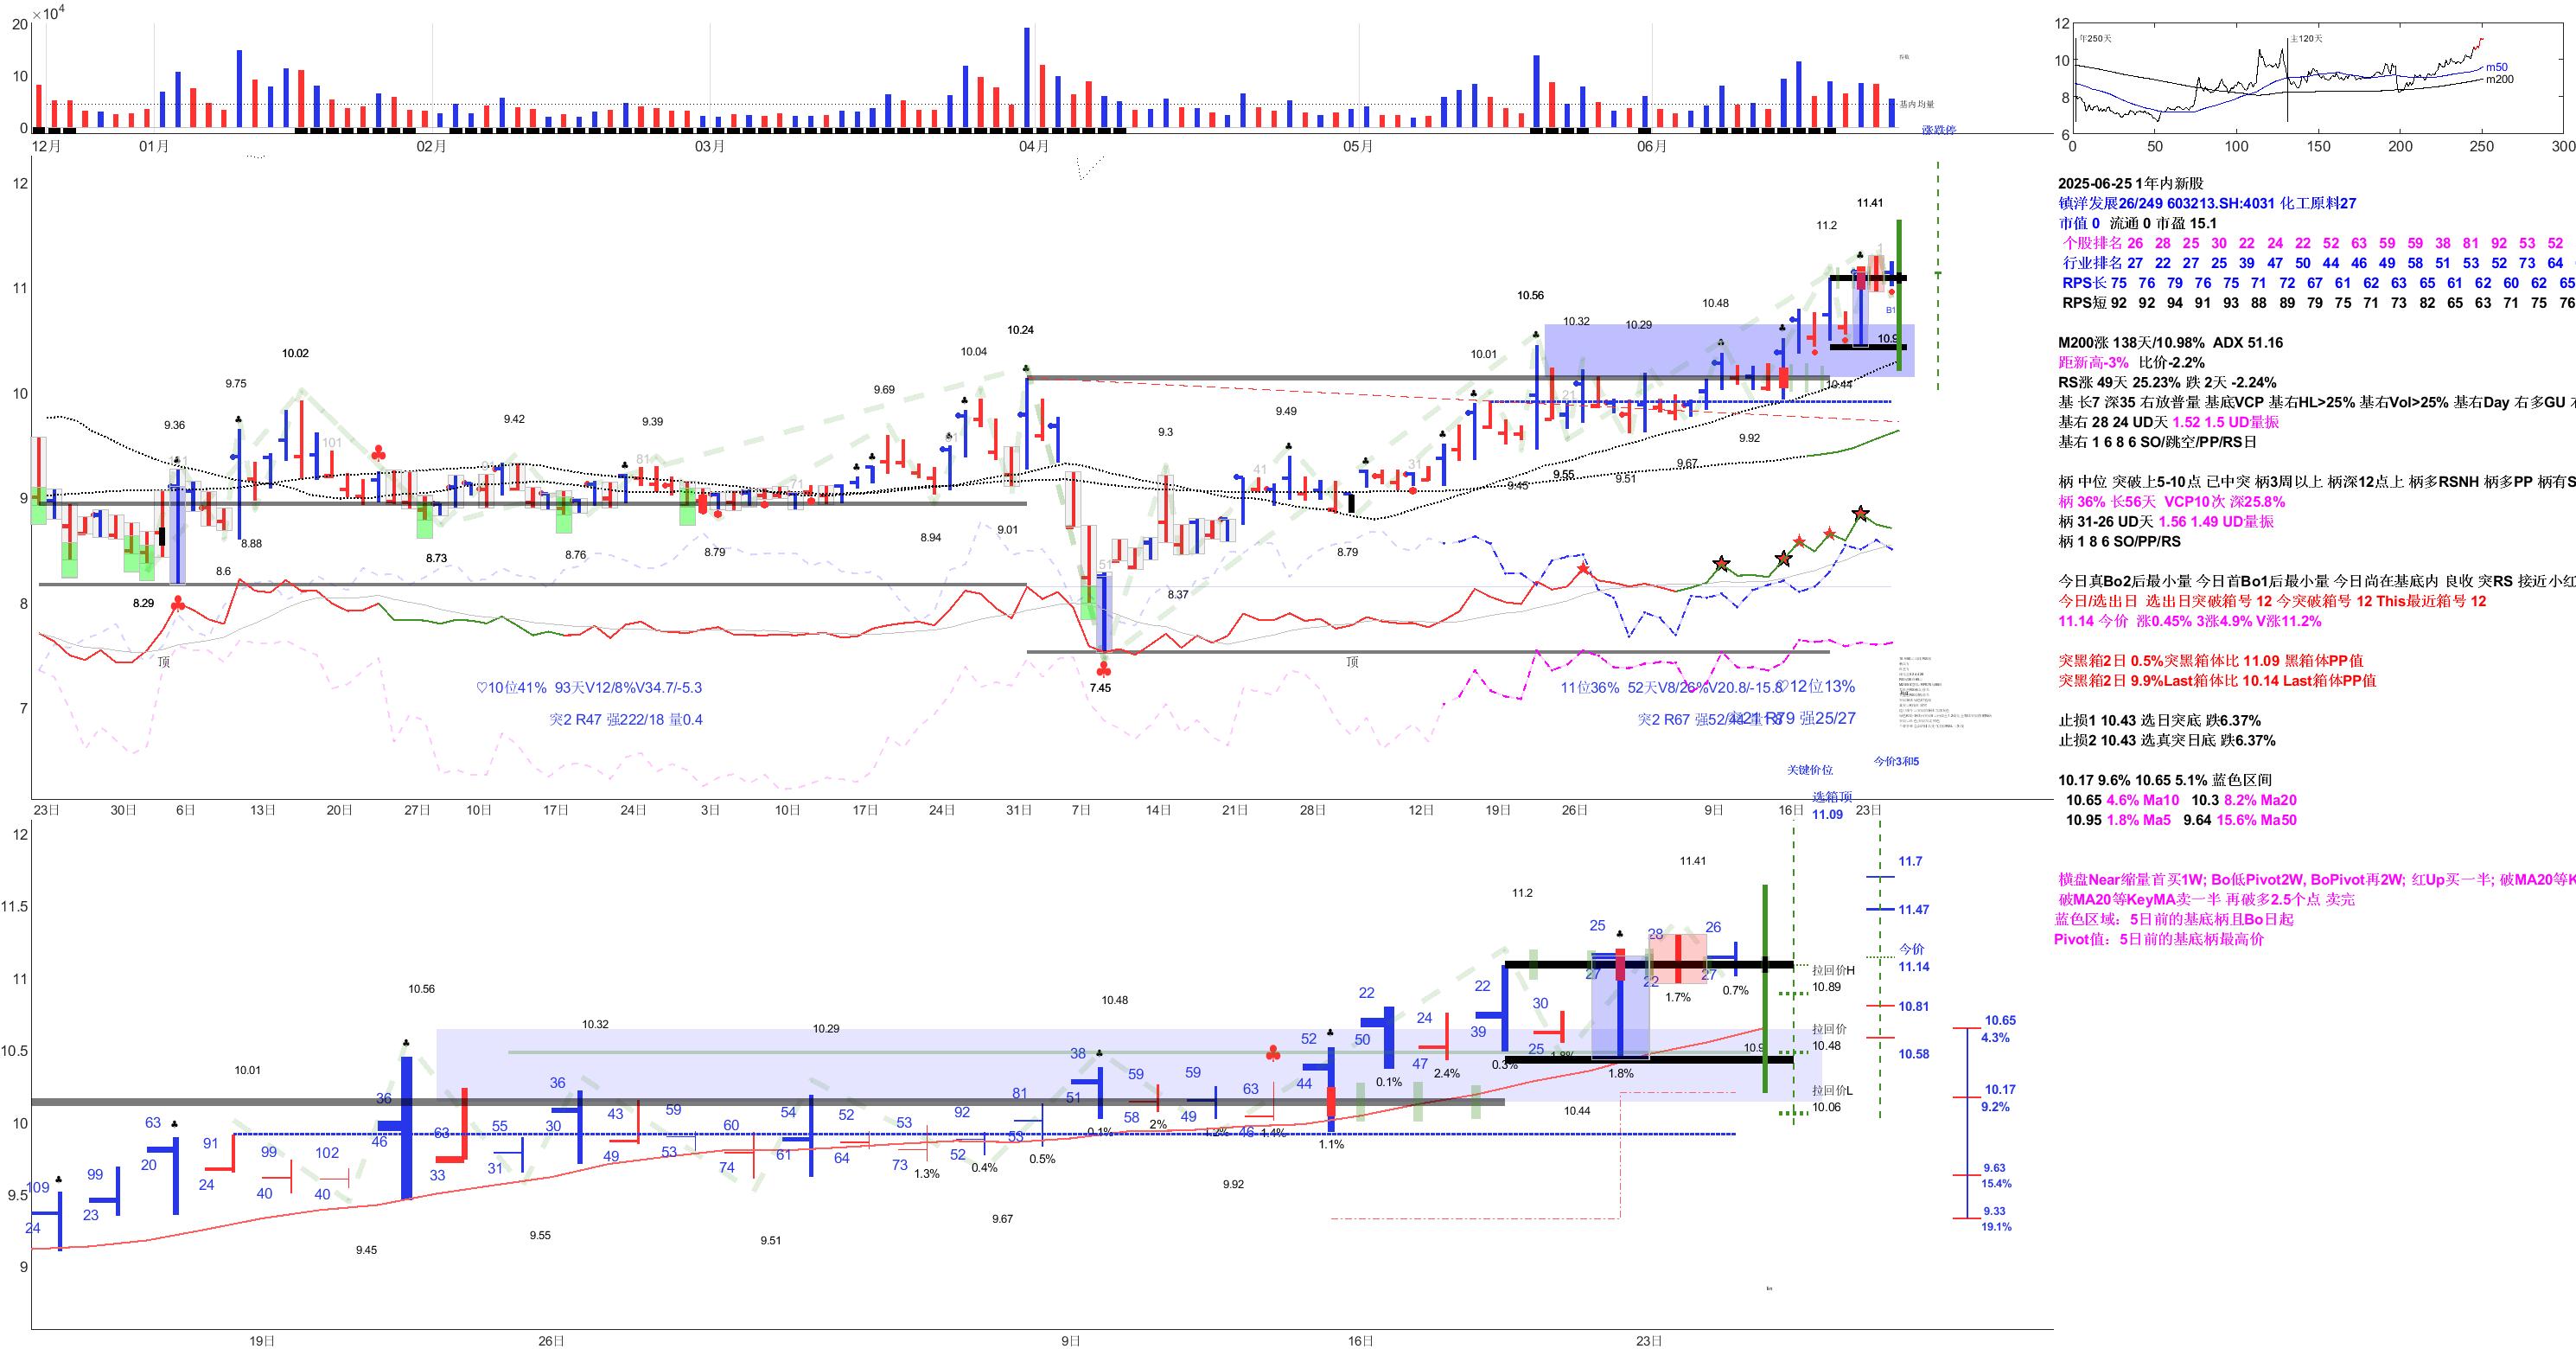 ×10⁴
20
10
0
基内均量
涨跌停
12月 01月 02月 03月 04月 05月 06月
12
10
8
6
年250天
主120天
m50
m200
0 50 100 150 200 250 300
12
11
10
9
8
7
11.41
11.2
10.56
10.48
10.32
10.29
10.24
10.04
10.02
10.01
9.75
9.69
9.49
9.42
9.39
9.36
9.3
9.92
10.44
10.9
B1
101
81
41
31
21
51
9.67
9.55
9.51
9.45
9.01
8.94
8.88
8.79
8.79
8.76
8.73
8.6
8.37
8.29
7.45
顶
顶
♡10位41% 93天V12/8%V34.7/-5.3
突2 R47 强222/18 量0.4
11位36% 52天V8/26%V20.8/-15.8
♡12位13%
突2 R67 强52/44
R79 强25/27
关键价位
今价3和5
选箱顶
11.09
23日 30日 6日 13日 20日 27日 10日 17日 24日 3日 10日 17日 24日 31日 7日 14日 21日 28日 12日 19日 26日 9日 16日 23日
2025-06-25 1年内新股
镇洋发展26/249 603213.SH:4031 化工原料27
市值 0 流通 0 市盈 15.1
个股排名 26 28 25 30 22 24 22 52 63 59 59 38 81 92 53 52
行业排名 27 22 27 25 39 47 50 44 46 49 58 51 53 52 73 64
RPS长 75 76 79 76 75 71 72 67 61 62 63 65 61 62 60 62 65
RPS短 92 92 94 91 93 88 89 79 75 71 73 82 65 63 71 75 76
M200涨 138天/10.98% ADX 51.16
距新高-3% 比价-2.2%
RS涨 49天 25.23% 跌 2天 -2.24%
基 长7 深35 右放普量 基底VCP 基右HL>25% 基右Vol>25% 基右Day 右多GU
基右 28 24 UD天 1.52 1.5 UD量振
基右 1 6 8 6 SO/跳空/PP/RS日
柄 中位 突破上5-10点 已中突 柄3周以上 柄深12点上 柄多RSNH 柄多PP 柄有S
柄 36% 长56天 VCP10次 深25.8%
柄 31-26 UD天 1.56 1.49 UD量振
柄 1 8 6 SO/PP/RS
今日真Bo2后最小量 今日首Bo1后最小量 今日尚在基底内 良收 突RS 接近小红
今日/选出日 选出日突破箱号 12 今突破箱号 12 This最近箱号 12
11.14 今价 涨0.45% 3涨4.9% V涨11.2%
突黑箱2日 0.5%突黑箱体比 11.09 黑箱体PP值
突黑箱2日 9.9%Last箱体比 10.14 Last箱体PP值
止损1 10.43 选日突底 跌6.37%
止损2 10.43 选真突日底 跌6.37%
10.17 9.6% 10.65 5.1% 蓝色区间
10.65 4.6% Ma10 10.3 8.2% Ma20
10.95 1.8% Ma5 9.64 15.6% Ma50
横盘Near缩量首买1W; Bo低Pivot2W, BoPivot再2W; 红Up买一半; 破MA20等K
破MA20等KeyMA卖一半 再破多2.5个点 卖完
蓝色区域：5日前的基底柄且Bo日起
Pivot值：5日前的基底柄最高价
12
11.5
11
10.5
10
9.5
9
11.41
11.2
10.56
10.48
10.32
10.29
10.01
109 99 63 91 99 102 36 63 55 36 43 59 60 54 52 53 92 81 38 59 59 63 52 22 24 22 30 25 28 26
24 23 20 24 40 40 46 33 31 30 49 53 74 61 64 73 52 53 51 58 49 46 44 50 47 39 25 27 22 27
1.3% 0.4% 0.5% 0.1% 2% 1.2% 1.4% 1.1% 0.1% 2.4% 0.3% 1.8% 1.8% 1.7% 0.7%
9.45
9.55
9.51
9.67
9.92
10.44
10.9
拉回价H
10.89
拉回价
10.48
拉回价L
10.06
11.7
11.47
今价
11.14
10.81
10.58
10.65
4.3%
10.17
9.2%
9.63
15.4%
9.33
19.1%
19日 26日 9日 16日 23日